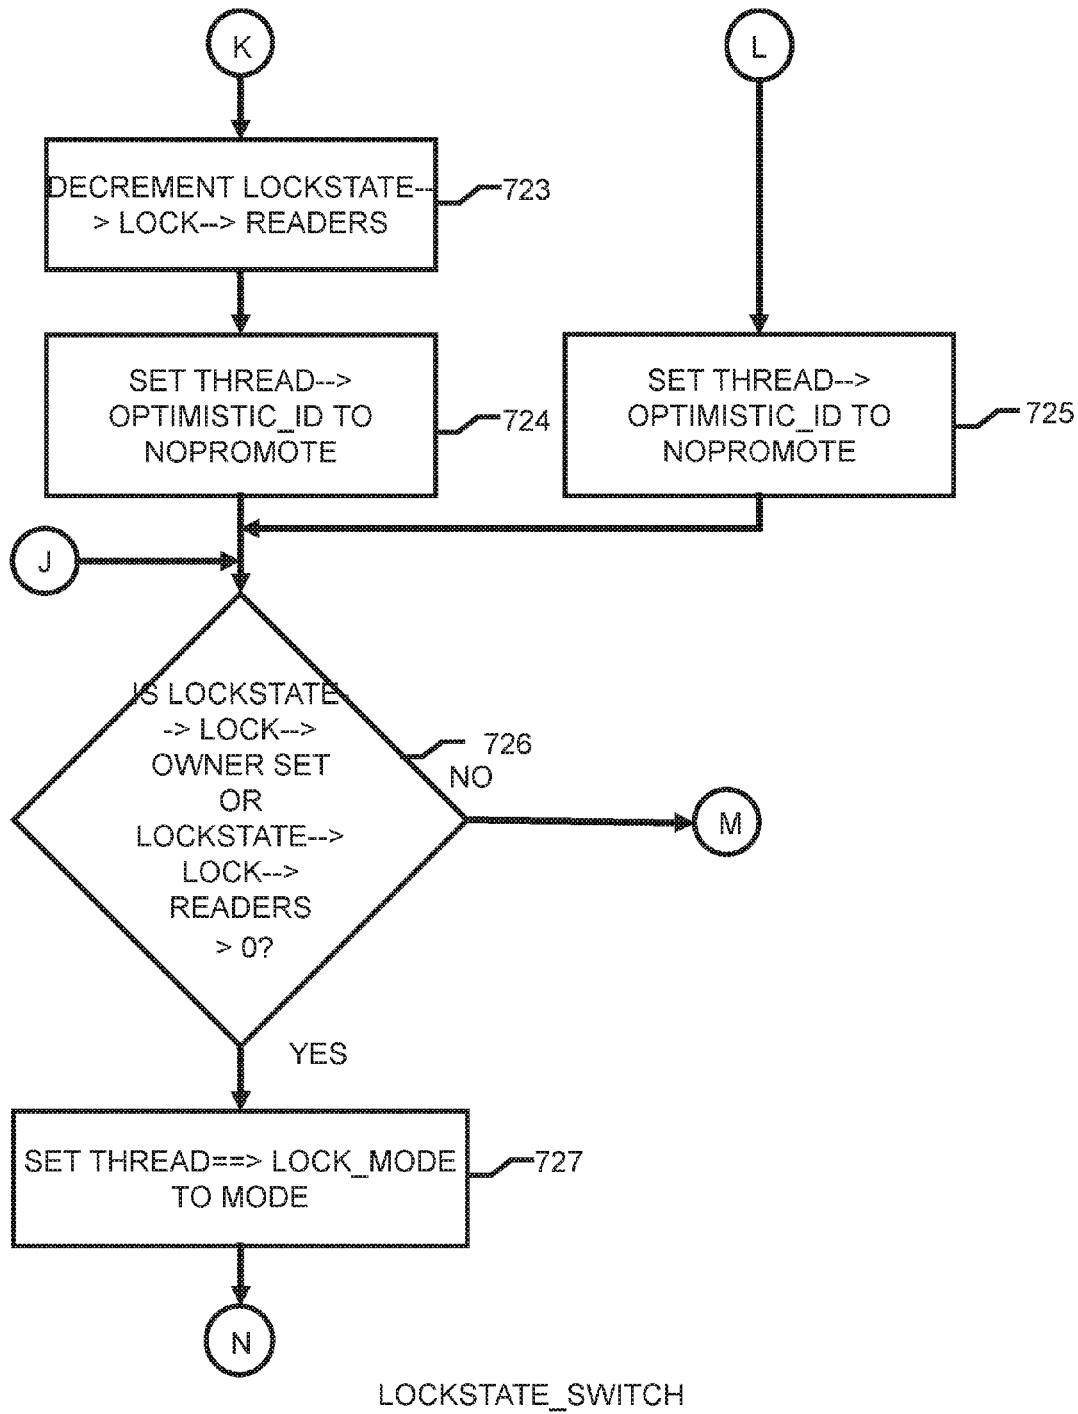 K
L
DECREMENT LOCKSTATE--
> LOCK--> READERS
723
SET THREAD-->
OPTIMISTIC_ID TO
NOPROMOTE
724
SET THREAD-->
OPTIMISTIC_ID TO
NOPROMOTE
725
J
IS LOCKSTATE-
-> LOCK-->
OWNER SET
OR
LOCKSTATE-->
LOCK-->
READERS
> 0?
726
NO
M
YES
SET THREAD==> LOCK_MODE
TO MODE
727
N
LOCKSTATE_SWITCH